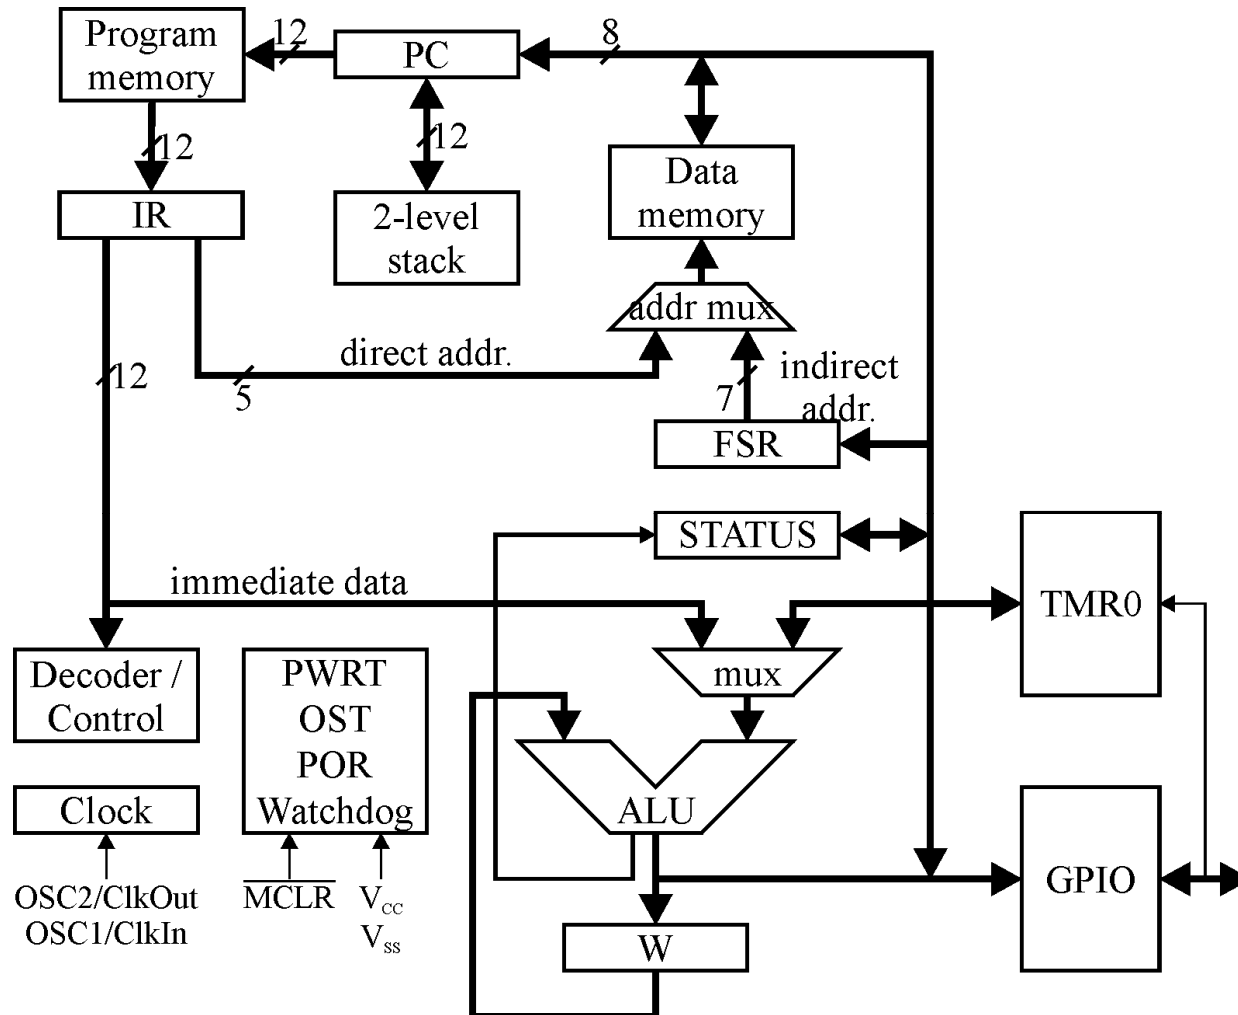 Program
memory
12
PC
8
12
12
IR
2-level
stack
Data
memory
addr mux
direct addr.
12
5
7
indirect
addr.
FSR
STATUS
immediate data
TMR0
Decoder /
Control
PWRT
OST
POR
Watchdog
mux
ALU
Clock
OSC2/ClkOut
OSC1/ClkIn
MCLR
VCC
VSS
GPIO
W